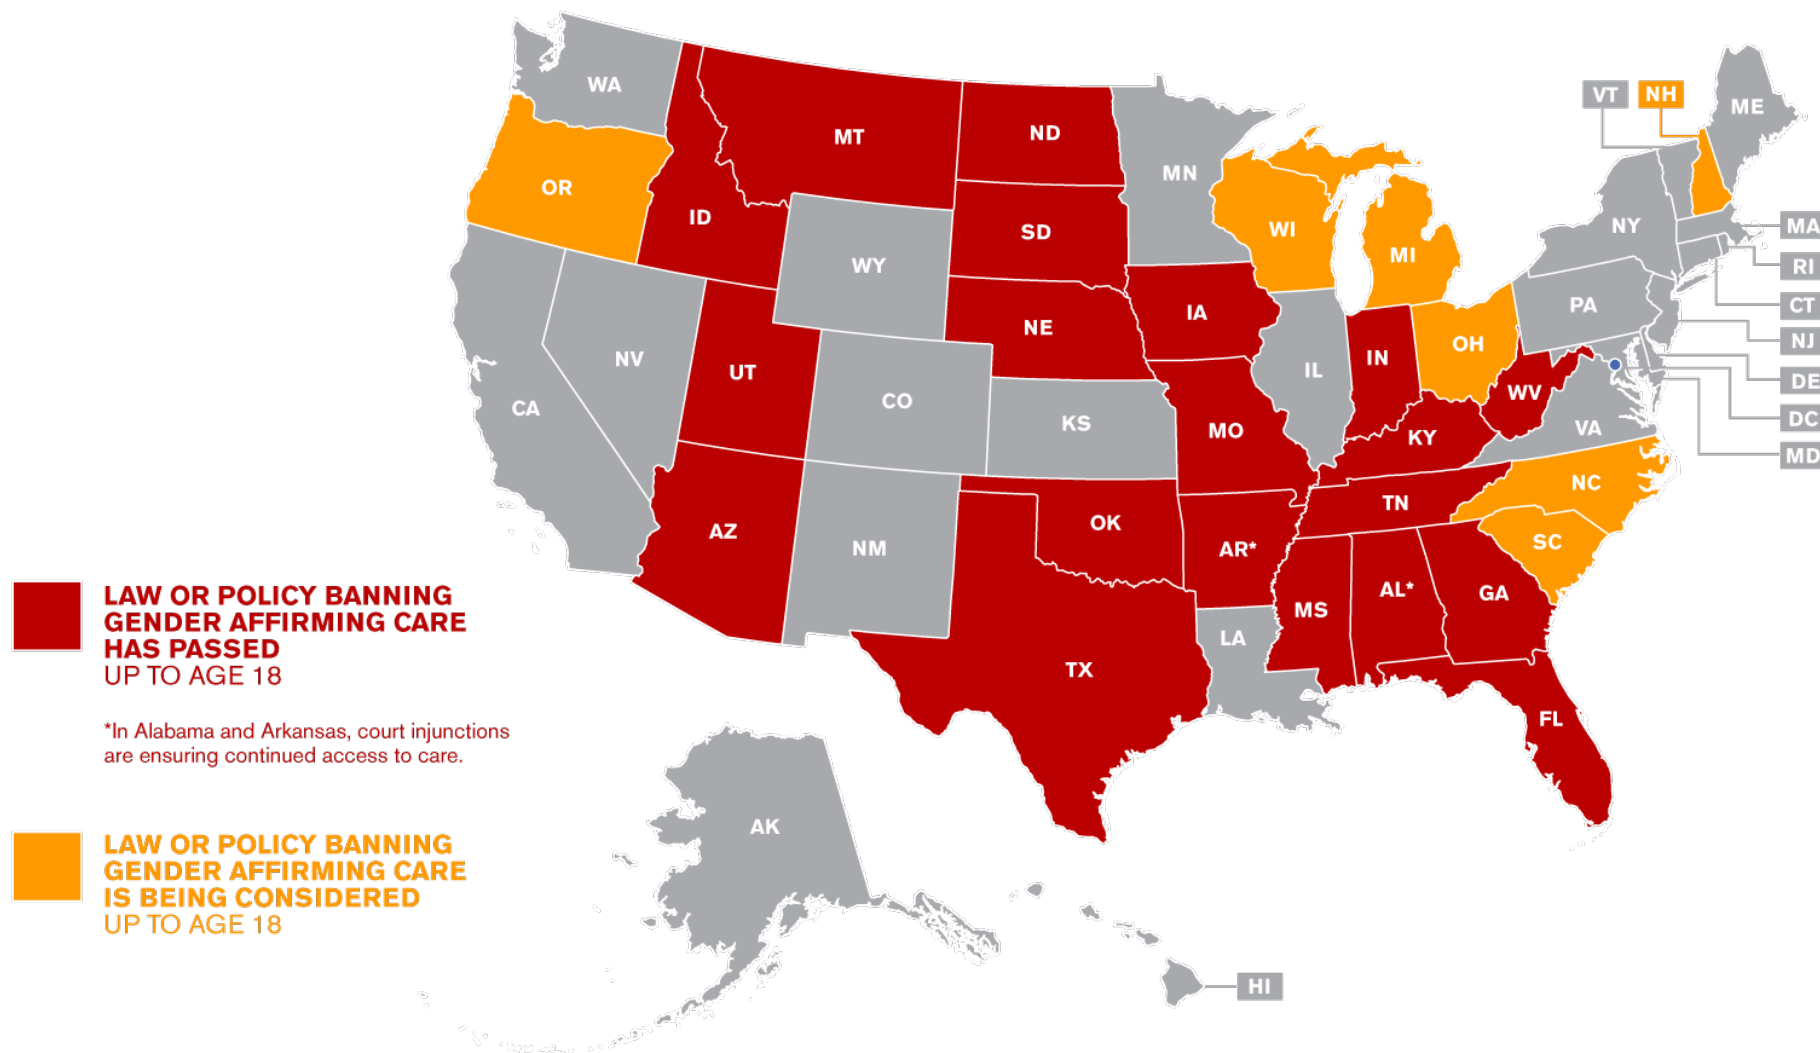 WA
VT
NH
ME
MT
ND
MN
OR
ID
SD
WI
MI
NY
MA
WY
RI
IA
NE
PA
CT
NV
UT
CO
KS
IL
IN
OH
NJ
CA
MO
KY
WV
VA
DE
DC
MD
AZ
NM
OK
AR*
TN
NC
SC
MS
AL*
GA
LA
TX
FL
AK
HI
LAW OR POLICY BANNING
GENDER AFFIRMING CARE
HAS PASSED
UP TO AGE 18
*In Alabama and Arkansas, court injunctions
are ensuring continued access to care.
LAW OR POLICY BANNING
GENDER AFFIRMING CARE
IS BEING CONSIDERED
UP TO AGE 18